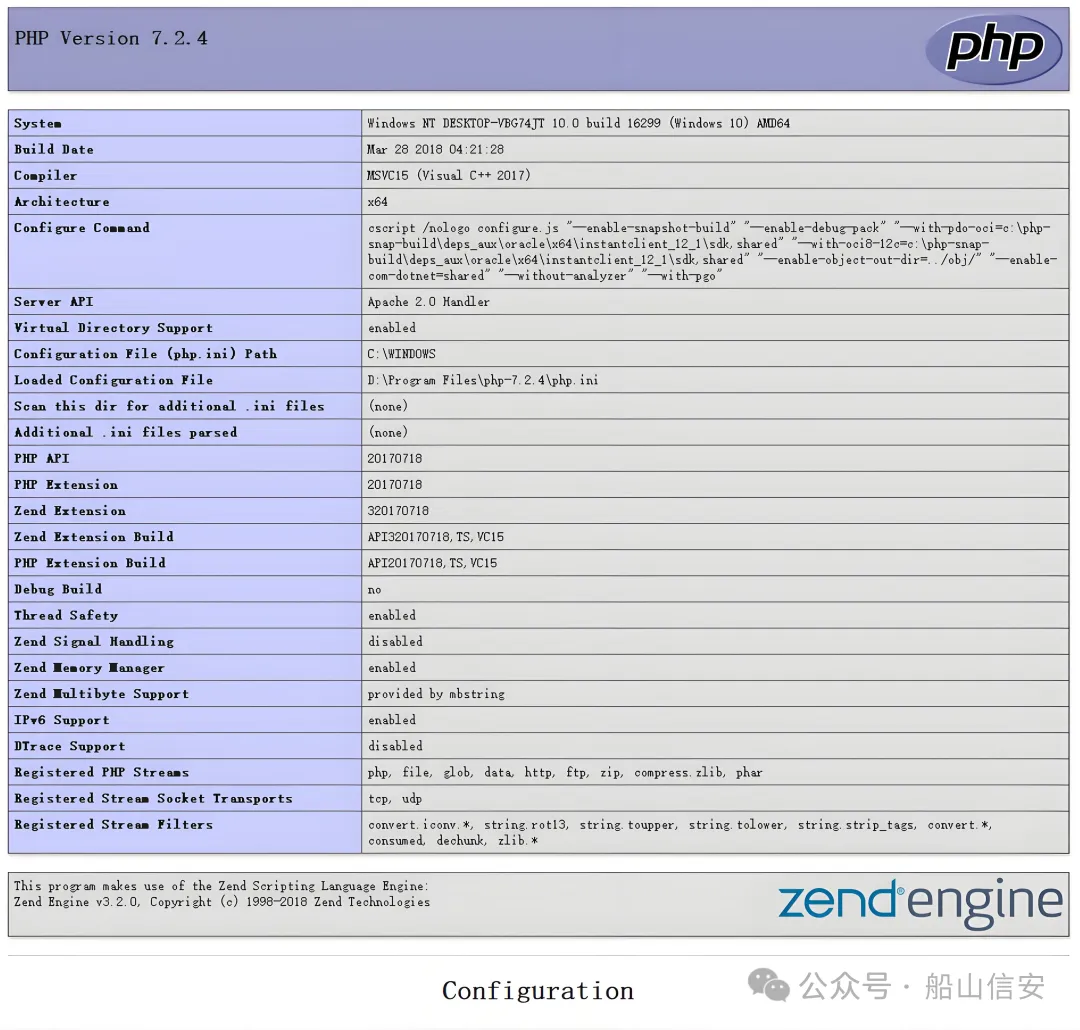 PHP Version 7.2.4
php
System Windows NT DESKTOP-VBG74JT 10.0 build 16299 (Windows 10) AMD64
Build Date Mar 28 2018 04:21:28
Compiler MSVC15 (Visual C++ 2017)
Architecture x64
Configure Command cscript /nologo configure.js "--enable-snapshot-build" "--enable-debug-pack" "--with-pdo-oci=c:\php-
snap-build\deps_aux\oracle\x64\instantclient_12_1\sdk,shared" "--with-oci8-12c=c:\php-snap-
build\deps_aux\oracle\x64\instantclient_12_1\sdk,shared" "--enable-object-out-dir=../obj/" "--enable-
com-dotnet=shared" "--without-analyzer" "--with-pgo"
Server API Apache 2.0 Handler
Virtual Directory Support enabled
Configuration File (php.ini) Path C:\WINDOWS
Loaded Configuration File D:\Program Files\php-7.2.4\php.ini
Scan this dir for additional .ini files (none)
Additional .ini files parsed (none)
PHP API 20170718
PHP Extension 20170718
Zend Extension 320170718
Zend Extension Build API320170718,TS,VC15
PHP Extension Build API20170718,TS,VC15
Debug Build no
Thread Safety enabled
Zend Signal Handling disabled
Zend Memory Manager enabled
Zend Multibyte Support provided by mbstring
IPv6 Support enabled
DTrace Support disabled
Registered PHP Streams php, file, glob, data, http, ftp, zip, compress.zlib, phar
Registered Stream Socket Transports tcp, udp
Registered Stream Filters convert.iconv.*, string.rot13, string.toupper, string.tolower, string.strip_tags, convert.*,
consumed, dechunk, zlib.*
This program makes use of the Zend Scripting Language Engine:
Zend Engine v3.2.0, Copyright (c) 1998-2018 Zend Technologies
zend® engine
Configuration
公众号 · 船山信安